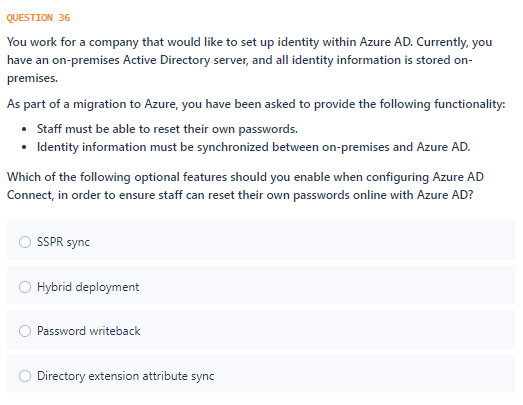 QUESTION 36
You work for a company that would like to set up identity within Azure AD. Currently, you
have an on-premises Active Directory server, and all identity information is stored on-
premises.
As part of a migration to Azure, you have been asked to provide the following functionality:
• Staff must be able to reset their own passwords.
• Identity information must be synchronized between on-premises and Azure AD.
Which of the following optional features should you enable when configuring Azure AD
Connect, in order to ensure staff can reset their own passwords online with Azure AD?
SSPR sync
Hybrid deployment
Password writeback
Directory extension attribute sync